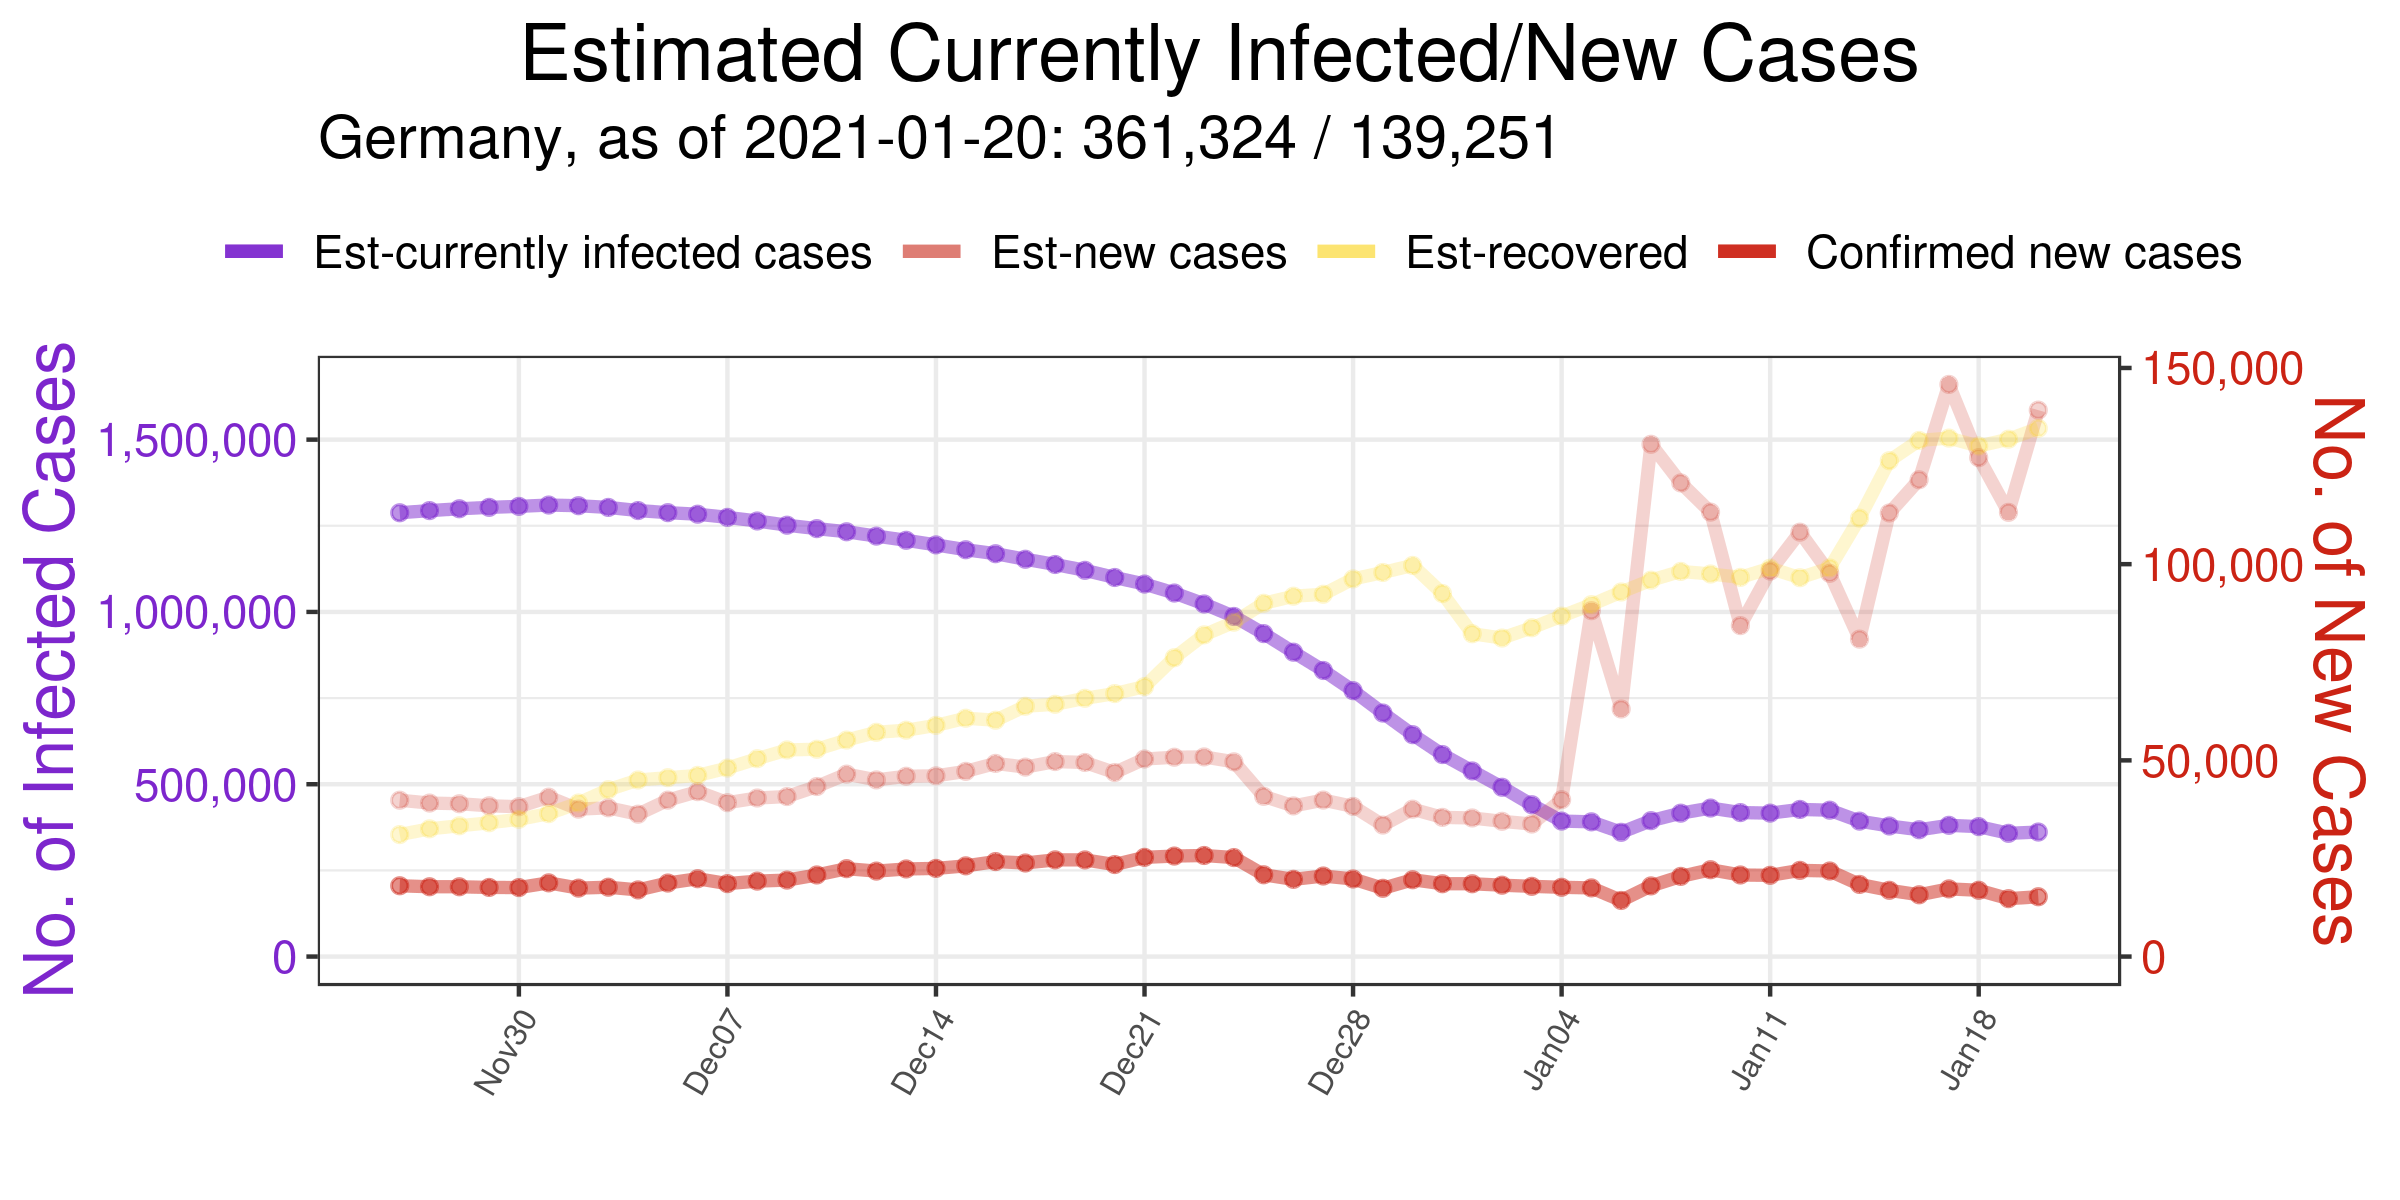 Estimated Currently Infected/New Cases
Germany, as of 2021-01-20: 361,324 / 139,251
Est-currently infected cases
Est-new cases
Est-recovered
Confirmed new cases
No. of Infected Cases
1,500,000
1,000,000
500,000
0
150,000
100,000
50,000
0
No. of New Cases
Nov30
Dec07
Dec14
Dec21
Dec28
Jan04
Jan11
Jan18